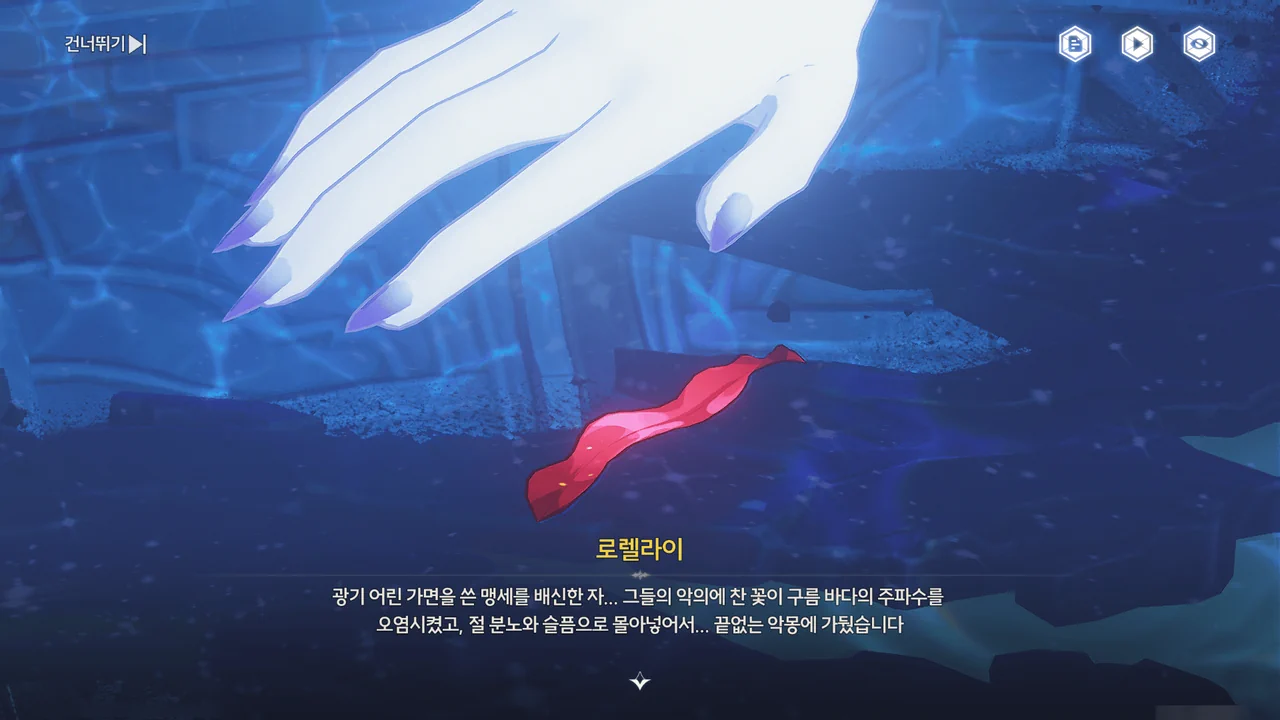 건너뛰기
로렐라이
광기 어린 가면을 쓴 맹세를 배신한 자... 그들의 악의에 찬 꽃이 구름 바다의 주파수를
오염시켰고, 절 분노와 슬픔으로 몰아넣어서... 끝없는 악몽에 가뒀습니다